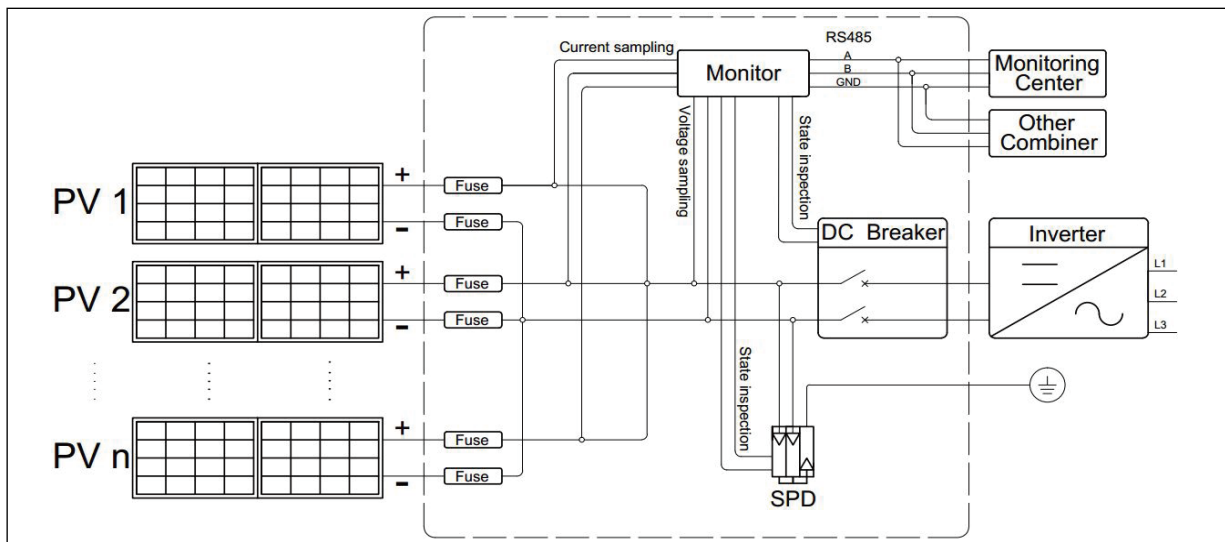 Current sampling
RS485
A
B
GND
Monitor
Monitoring
Center
Other
Combiner
Voltage sampling
State inspection
PV 1
+
-
Fuse
Fuse
DC Breaker
Inverter
PV 2
+
-
Fuse
Fuse
L1
L2
L3
State inspection
PV n
+
-
Fuse
Fuse
SPD